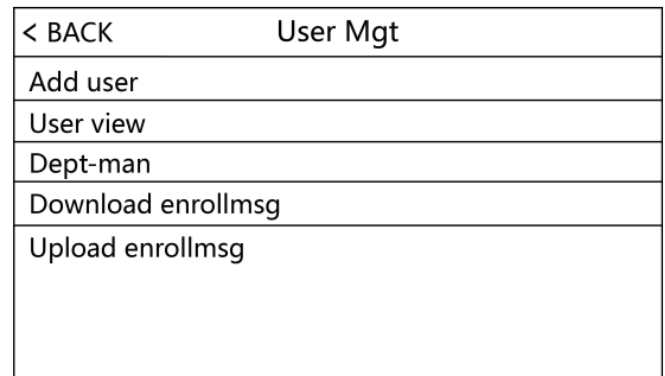 < BACK User Mgt
Add user
User view
Dept-man
Download enrollmsg
Upload enrollmsg